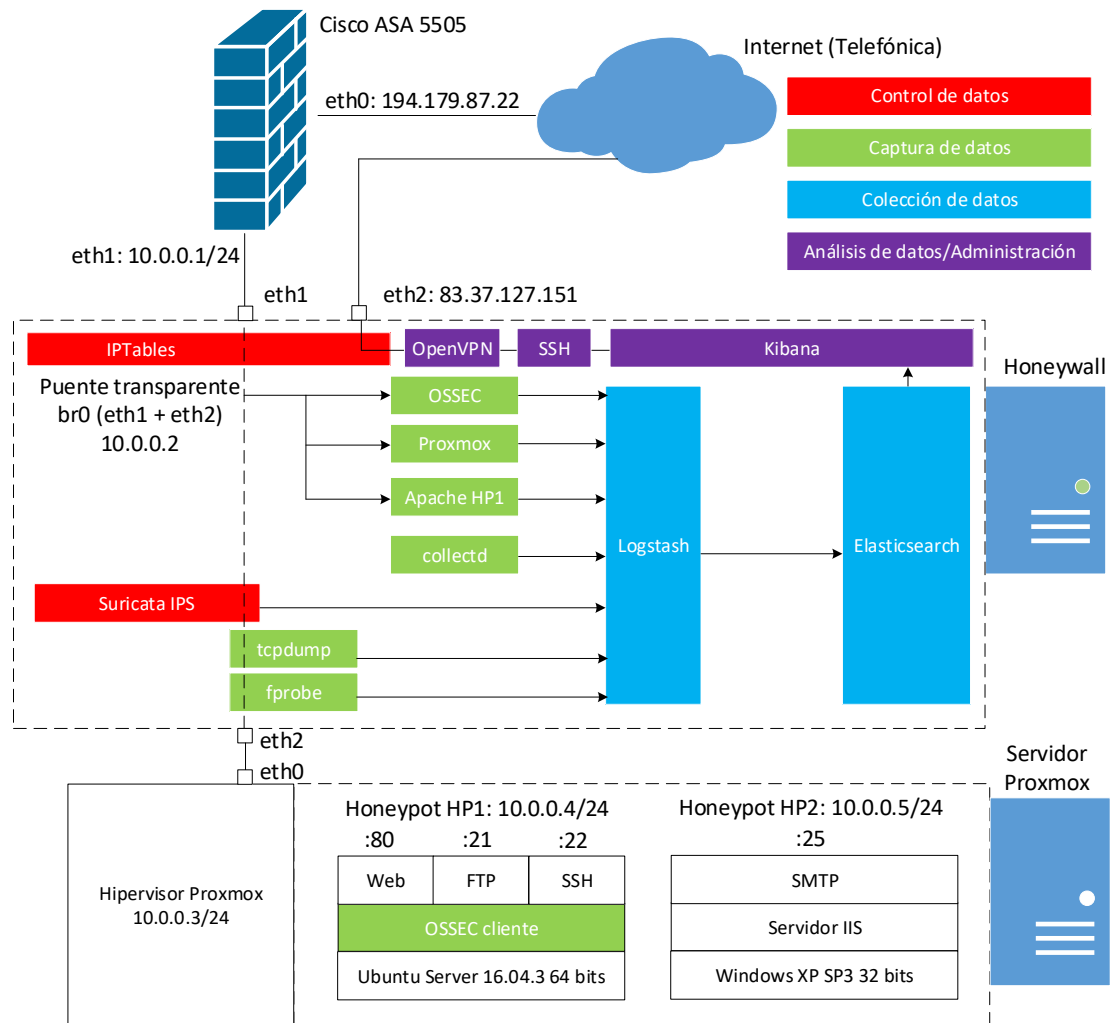 Cisco ASA 5505
Internet (Telefónica)
eth0: 194.179.87.22
Control de datos
Captura de datos
Colección de datos
Análisis de datos/Administración
eth1: 10.0.0.1/24
eth1
eth2: 83.37.127.151
IPTables
OpenVPN
SSH
Kibana
Honeywall
Puente transparente
br0 (eth1 + eth2)
10.0.0.2
OSSEC
Proxmox
Apache HP1
collectd
Logstash
Elasticsearch
Suricata IPS
tcpdump
fprobe
eth2
eth0
Servidor
Proxmox
Hipervisor Proxmox
10.0.0.3/24
Honeypot HP1: 10.0.0.4/24
:80 :21 :22
Web FTP SSH
OSSEC cliente
Ubuntu Server 16.04.3 64 bits
Honeypot HP2: 10.0.0.5/24
:25
SMTP
Servidor IIS
Windows XP SP3 32 bits